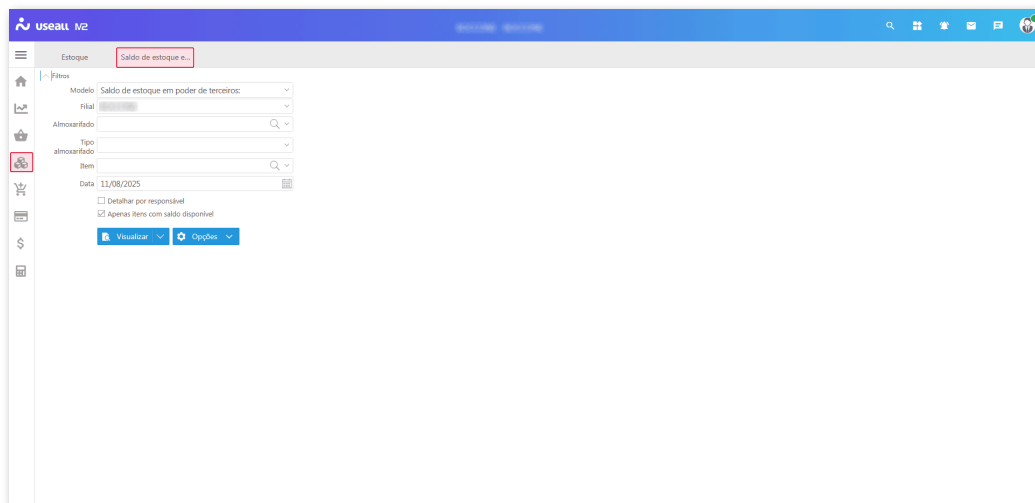 useall M2
Estoque
Saldo de estoque e...
Filtros
Modelo Saldo de estoque em poder de terceiros:
Filial
Almoxarifado
Tipo
almoxarifado
Item
Data 11/08/2025
Detalhar por responsável
Apenas itens com saldo disponível
Visualizar Opções